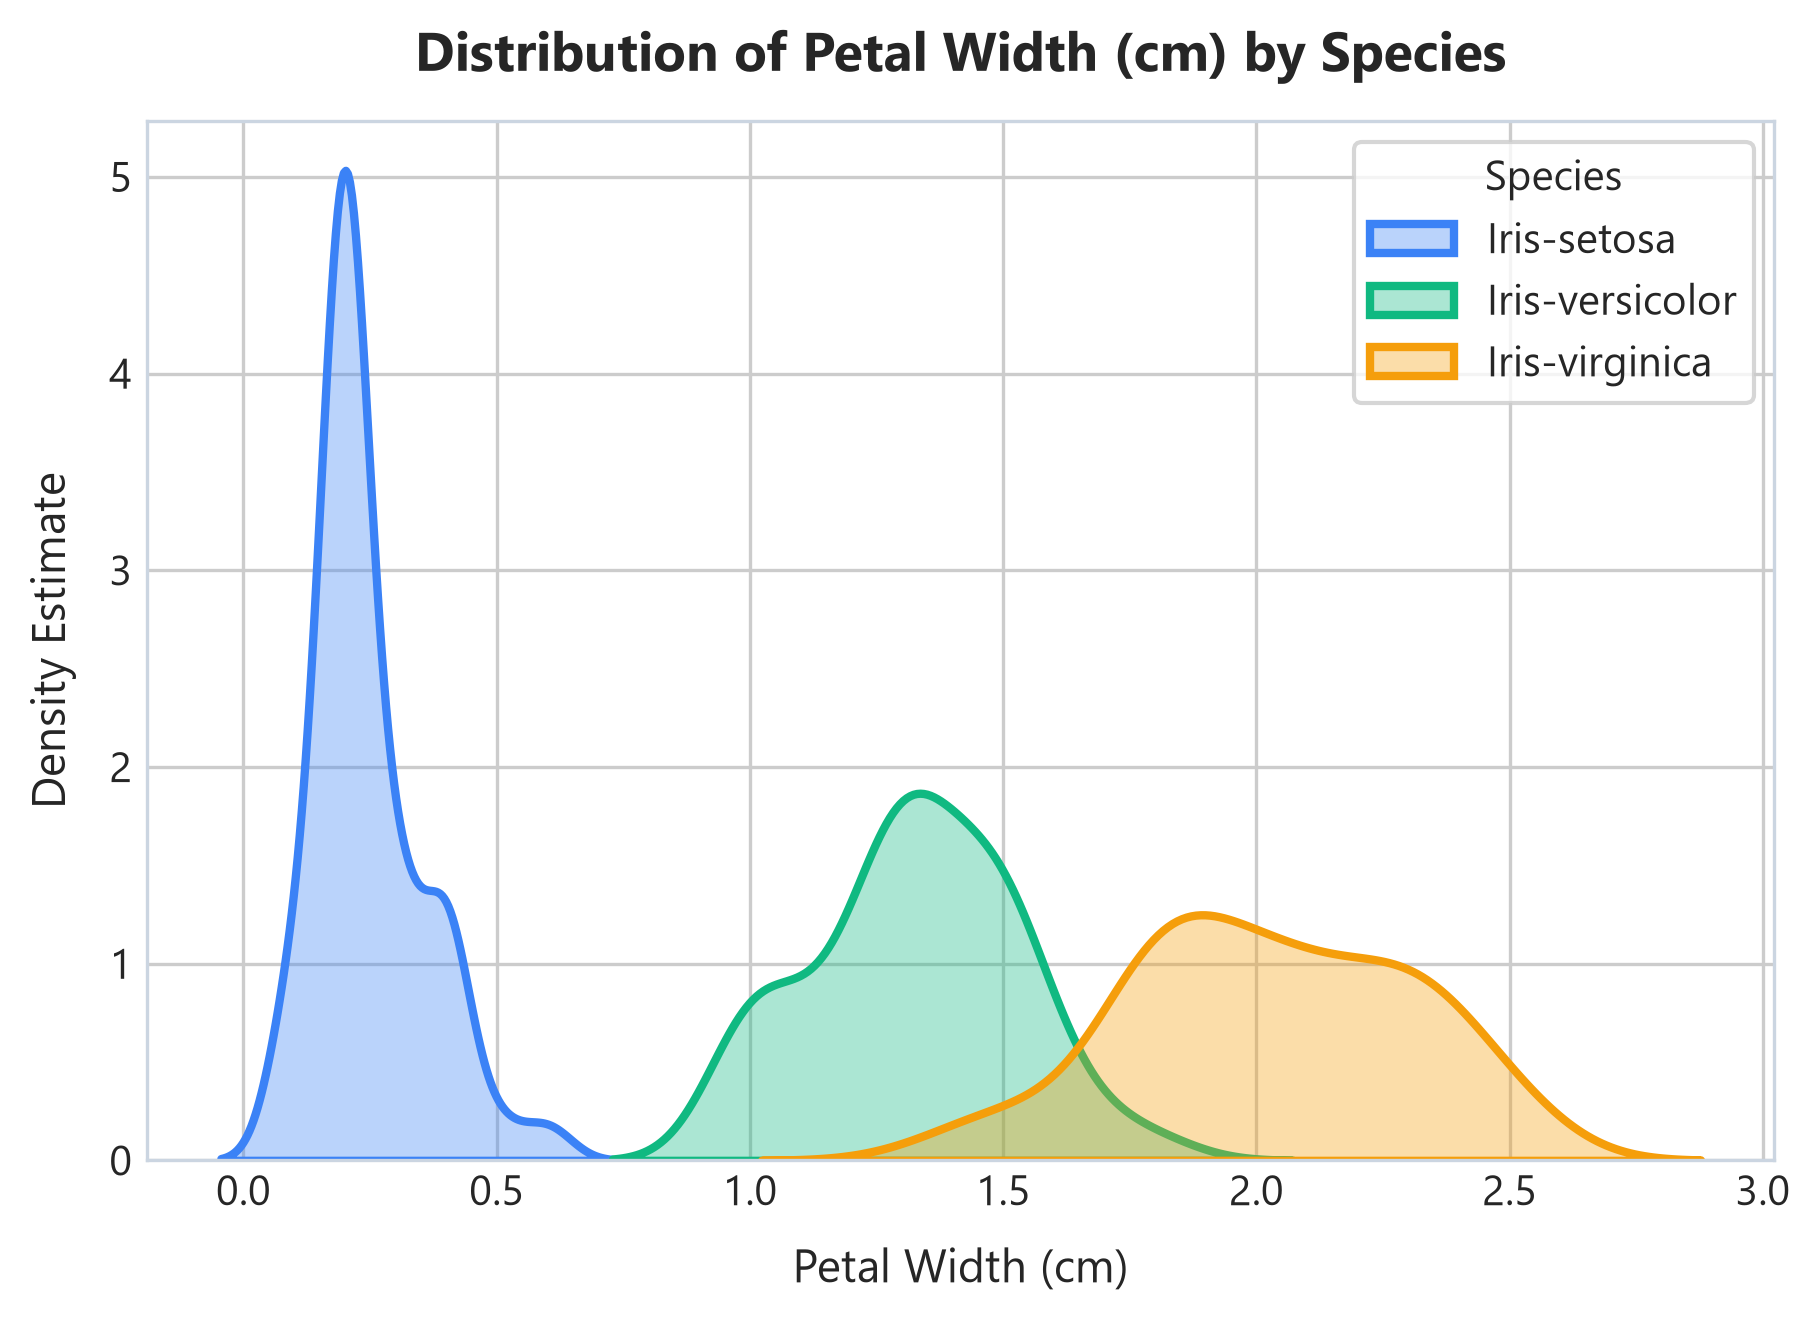 Distribution of Petal Width (cm) by Species
Species
Iris-setosa
Iris-versicolor
Iris-virginica
Density Estimate
5
4
3
2
1
0
0.0 0.5 1.0 1.5 2.0 2.5 3.0
Petal Width (cm)